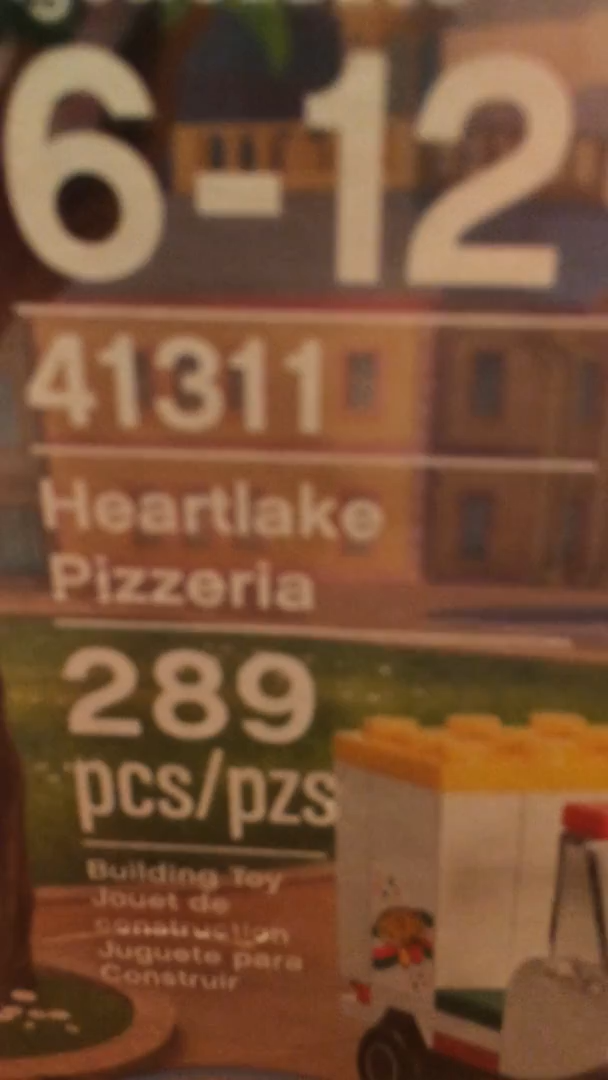 6-12
41311
Heartlake
Pizzeria
289
pcs/pzs
Building Toy
Jouet de
construction
Juguete para
Construir